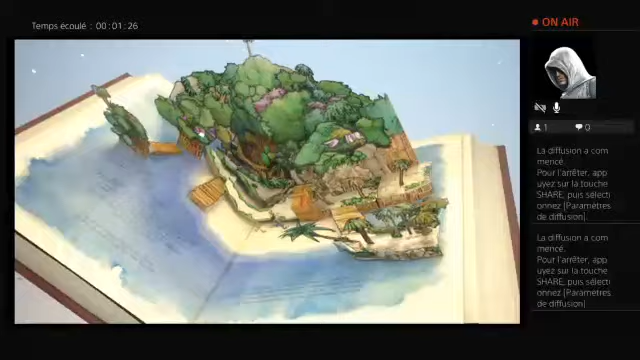 Temps écoulé : 00:01:26
ON AIR
1 0
La diffusion a com
mencé.
Pour l'arrêter, app
uyez sur la touche
SHARE, puis sélecti
onnez [Paramètres
de diffusion].
La diffusion a com
mencé.
Pour l'arrêter, app
uyez sur la touche
SHARE, puis sélecti
onnez [Paramètres
de diffusion].